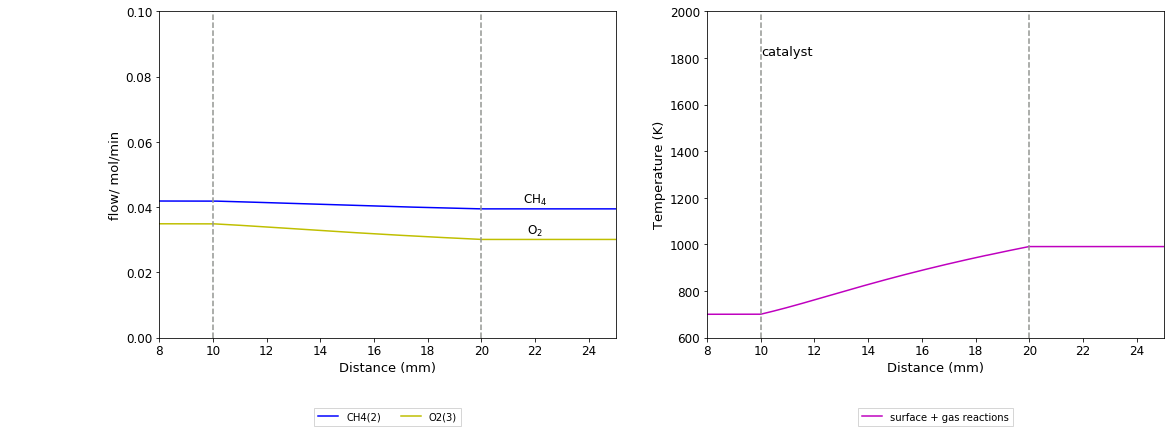 0.10
0.08
0.06
0.04
0.02
0.00
flow/ mol/min
CH₄
O₂
8 10 12 14 16 18 20 22 24
Distance (mm)
CH4(2) O2(3)
2000
1800
1600
1400
1200
1000
800
600
Temperature (K)
catalyst
8 10 12 14 16 18 20 22 24
Distance (mm)
surface + gas reactions